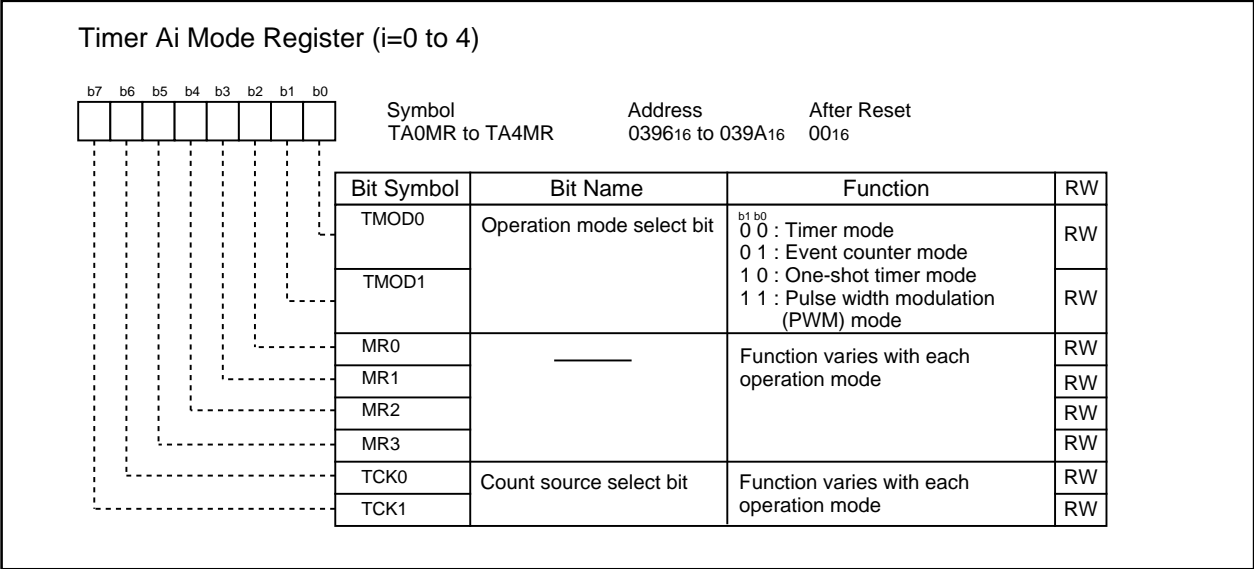 Timer Ai Mode Register (i=0 to 4)
b7 b6 b5 b4 b3 b2 b1 b0
Symbol Address After Reset
TA0MR to TA4MR 039616 to 039A16 0016
Bit Symbol Bit Name Function RW
TMOD0 Operation mode select bit b1 b0
0 0 : Timer mode RW
0 1 : Event counter mode
TMOD1 1 0 : One-shot timer mode RW
1 1 : Pulse width modulation
(PWM) mode
MR0 Function varies with each RW
MR1 operation mode RW
MR2 RW
MR3 RW
TCK0 Count source select bit Function varies with each RW
TCK1 operation mode RW